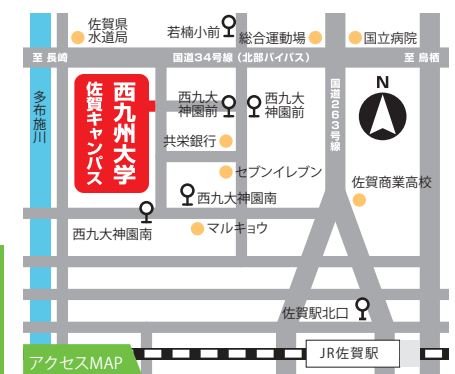 佐賀県
水道局
若楠小前
総合運動場
国立病院
至 長崎
国道34号線（北部バイパス）
至 鳥栖
多布施川
西九州大学
佐賀キャンパス
西九大
神園前
西九大
神園前
国道263号線
N
共栄銀行
セブンイレブン
佐賀商業高校
西九大神園南
西九大神園南
マルキョウ
佐賀駅北口
アクセスMAP
JR佐賀駅